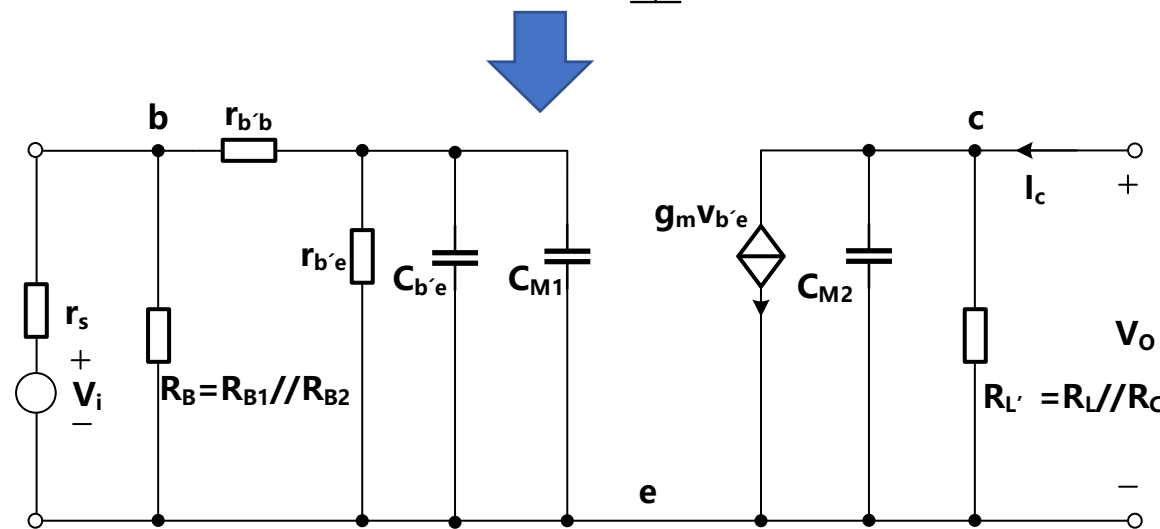 b
r_b´b
c
I_c
+
g_m v_b´e
r_b´e
C_b´e
C_M1
C_M2
r_s
+
V_i
−
R_B=R_B1//R_B2
V_O
R_L′ =R_L//R_C
e
−